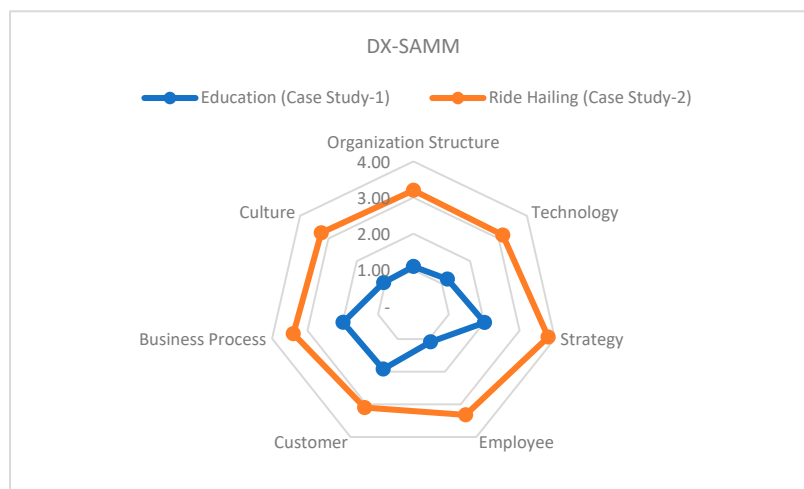 DX-SAMM
Education (Case Study-1)
Ride Hailing (Case Study-2)
Organization Structure
4.00
3.00
2.00
1.00
-
Technology
Strategy
Employee
Customer
Business Process
Culture